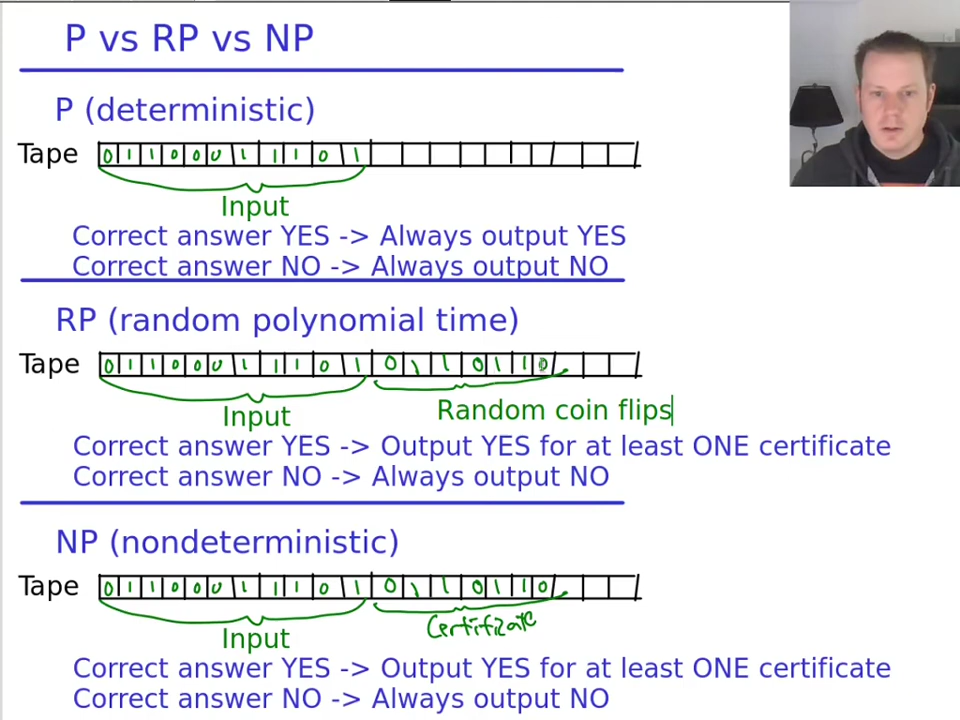 P vs RP vs NP
P (deterministic)
Tape 0 1 1 0 0 0 1 1 1 0 1
Input
Correct answer YES -> Always output YES
Correct answer NO -> Always output NO
RP (random polynomial time)
Tape 0 1 1 0 0 0 1 1 1 0 1 0 1 1 0 1 1 0
Input
Random coin flips
Correct answer YES -> Output YES for at least ONE certificate
Correct answer NO -> Always output NO
NP (nondeterministic)
Tape 0 1 1 0 0 0 1 1 1 0 1 0 1 1 0 1 1 0
Certificate
Input
Correct answer YES -> Output YES for at least ONE certificate
Correct answer NO -> Always output NO